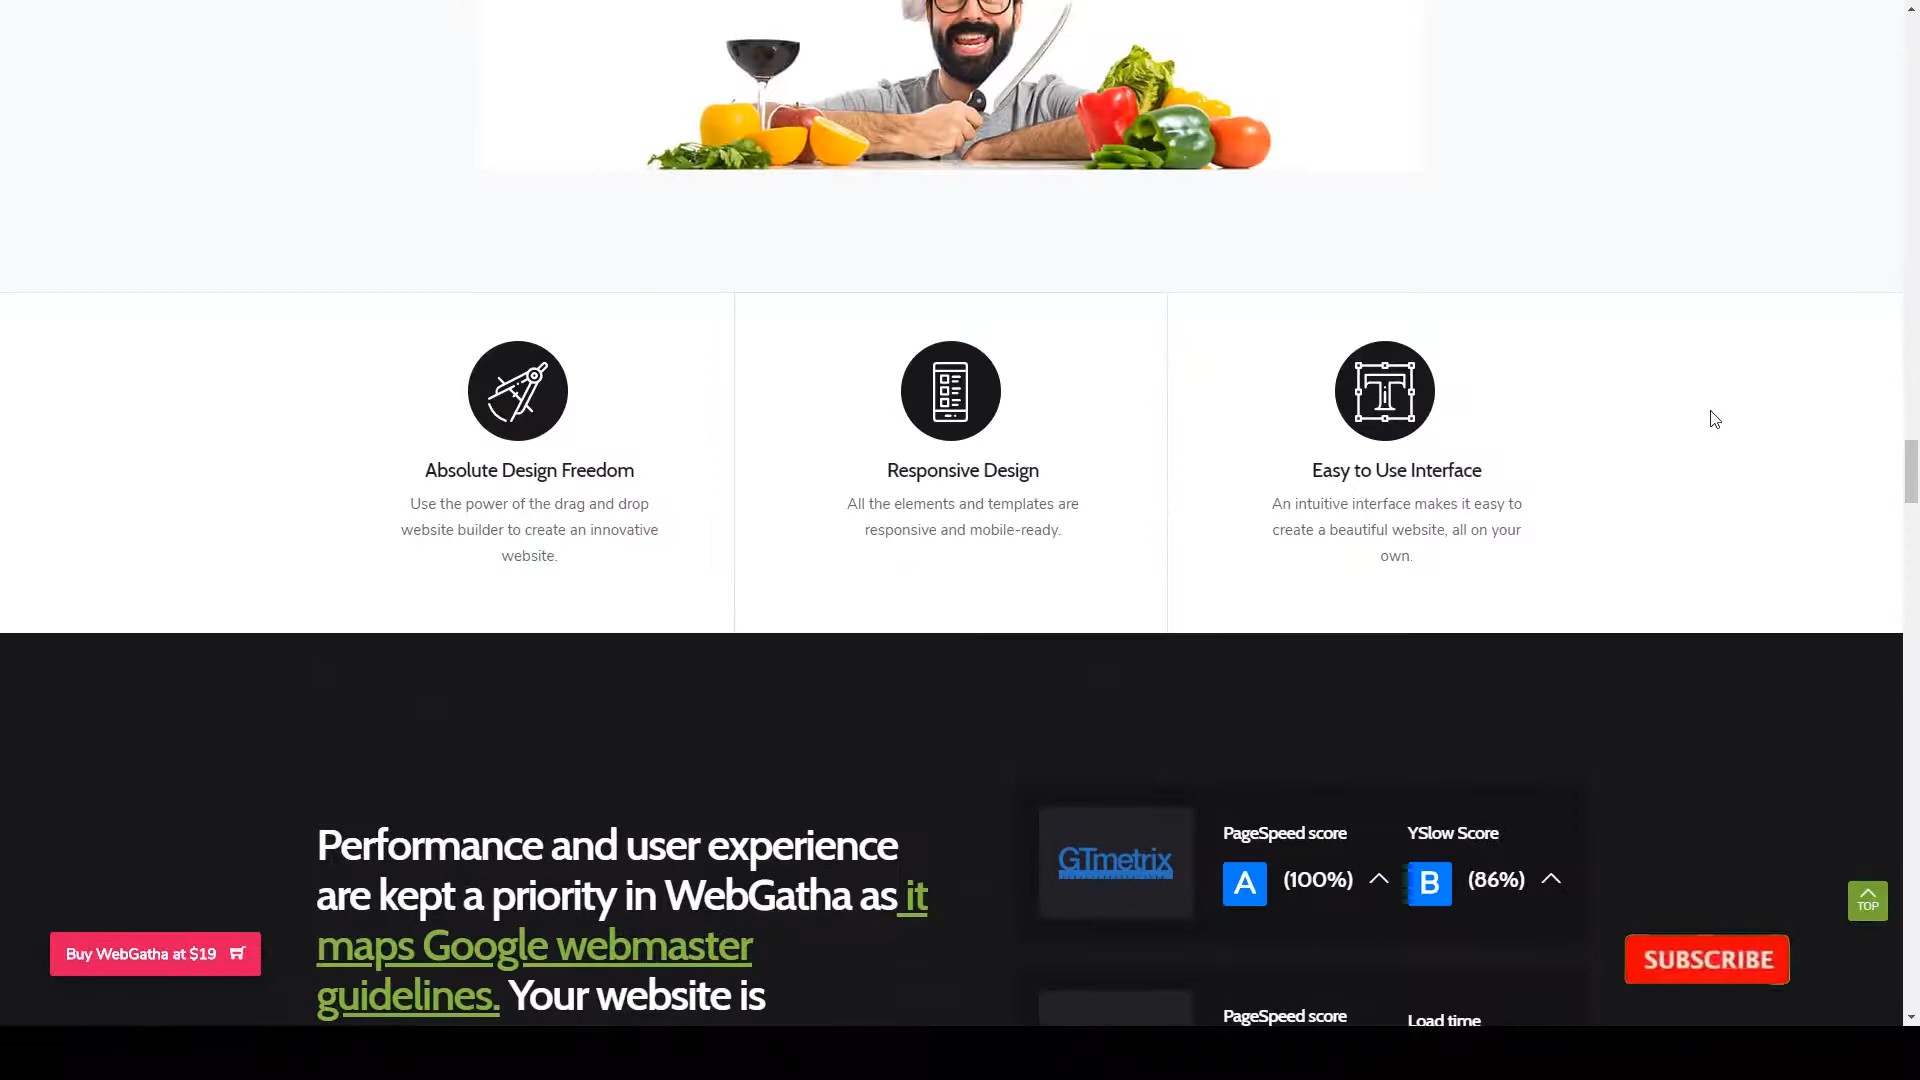 Absolute Design Freedom
Use the power of the drag and drop
website builder to create an innovative
website.
Responsive Design
All the elements and templates are
responsive and mobile-ready.
Easy to Use Interface
An intuitive interface makes it easy to
create a beautiful website, all on your
own.
Performance and user experience
are kept a priority in WebGatha as it
maps Google webmaster
guidelines. Your website is
GTmetrix
PageSpeed score
A (100%)
YSlow Score
B (86%)
PageSpeed score
Load time
TOP
Buy WebGatha at $19
SUBSCRIBE